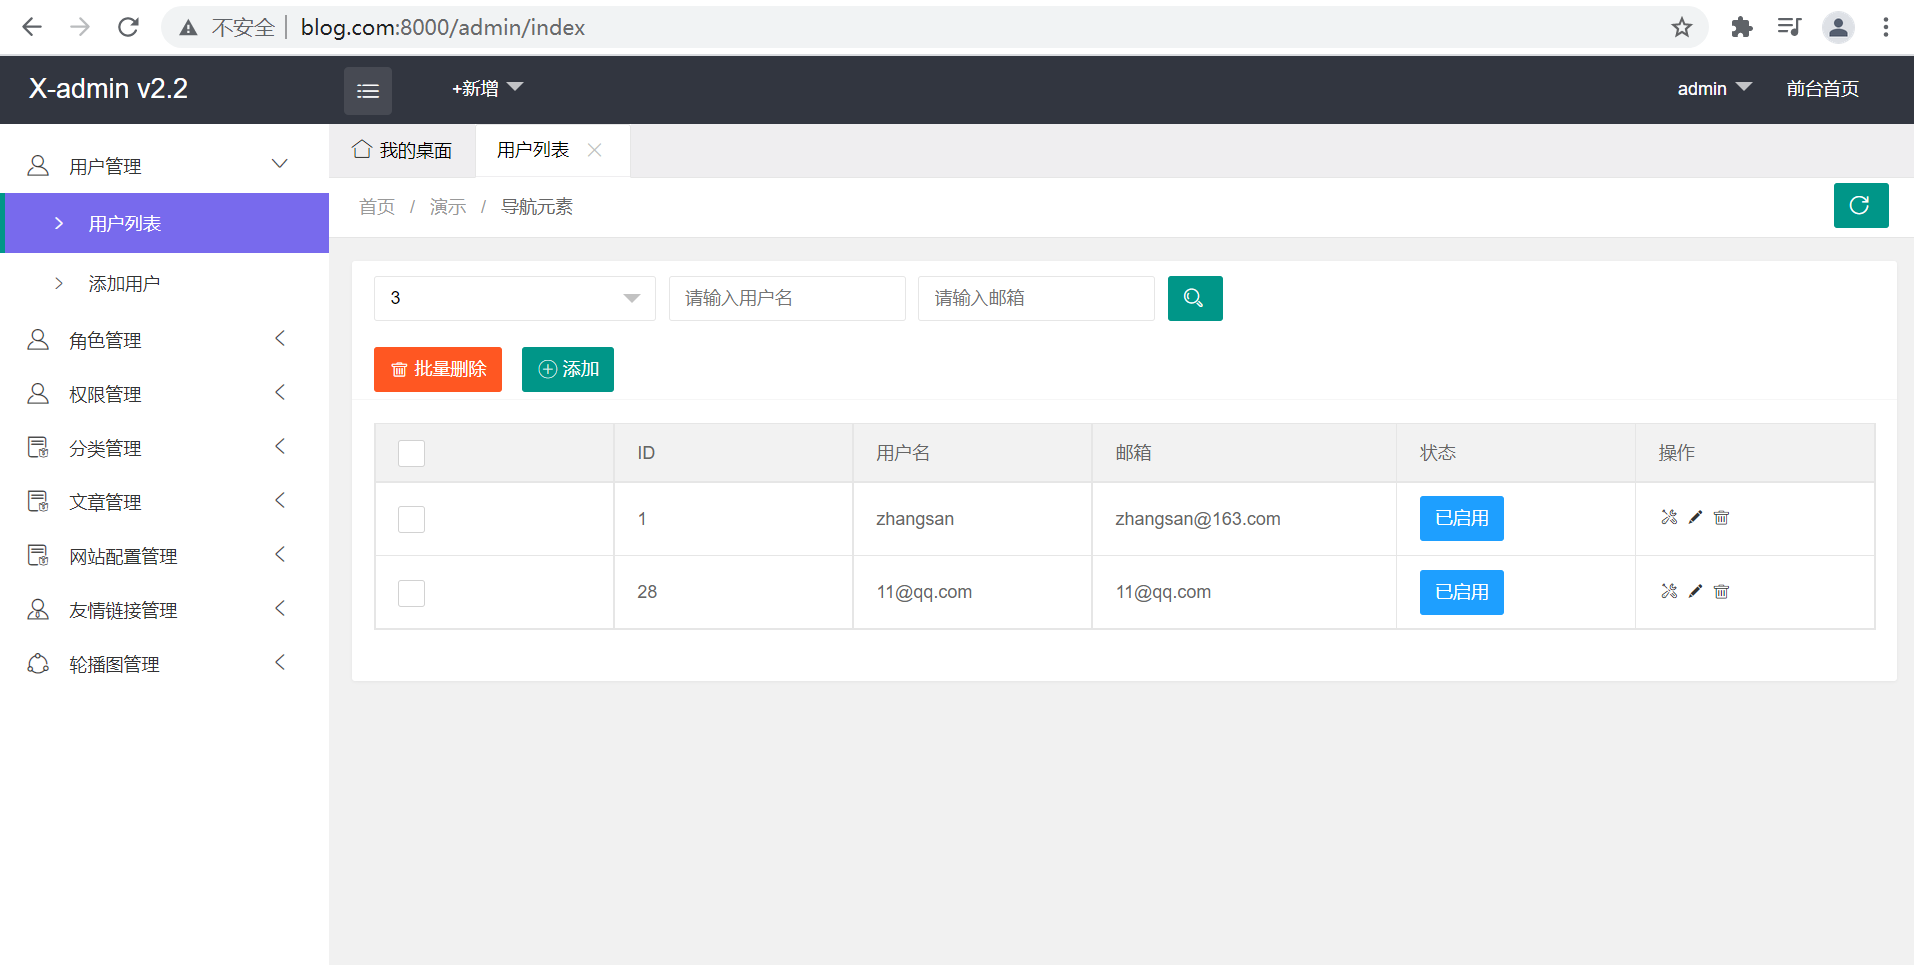 不安全 blog.com:8000/admin/index
X-admin v2.2 +新增 admin 前台首页
用户管理
用户列表
添加用户
角色管理
权限管理
分类管理
文章管理
网站配置管理
友情链接管理
轮播图管理
我的桌面 用户列表
首页 / 演示 / 导航元素
3 请输入用户名 请输入邮箱
批量删除 添加
ID 用户名 邮箱 状态 操作
1 zhangsan zhangsan@163.com 已启用
28 11@qq.com 11@qq.com 已启用